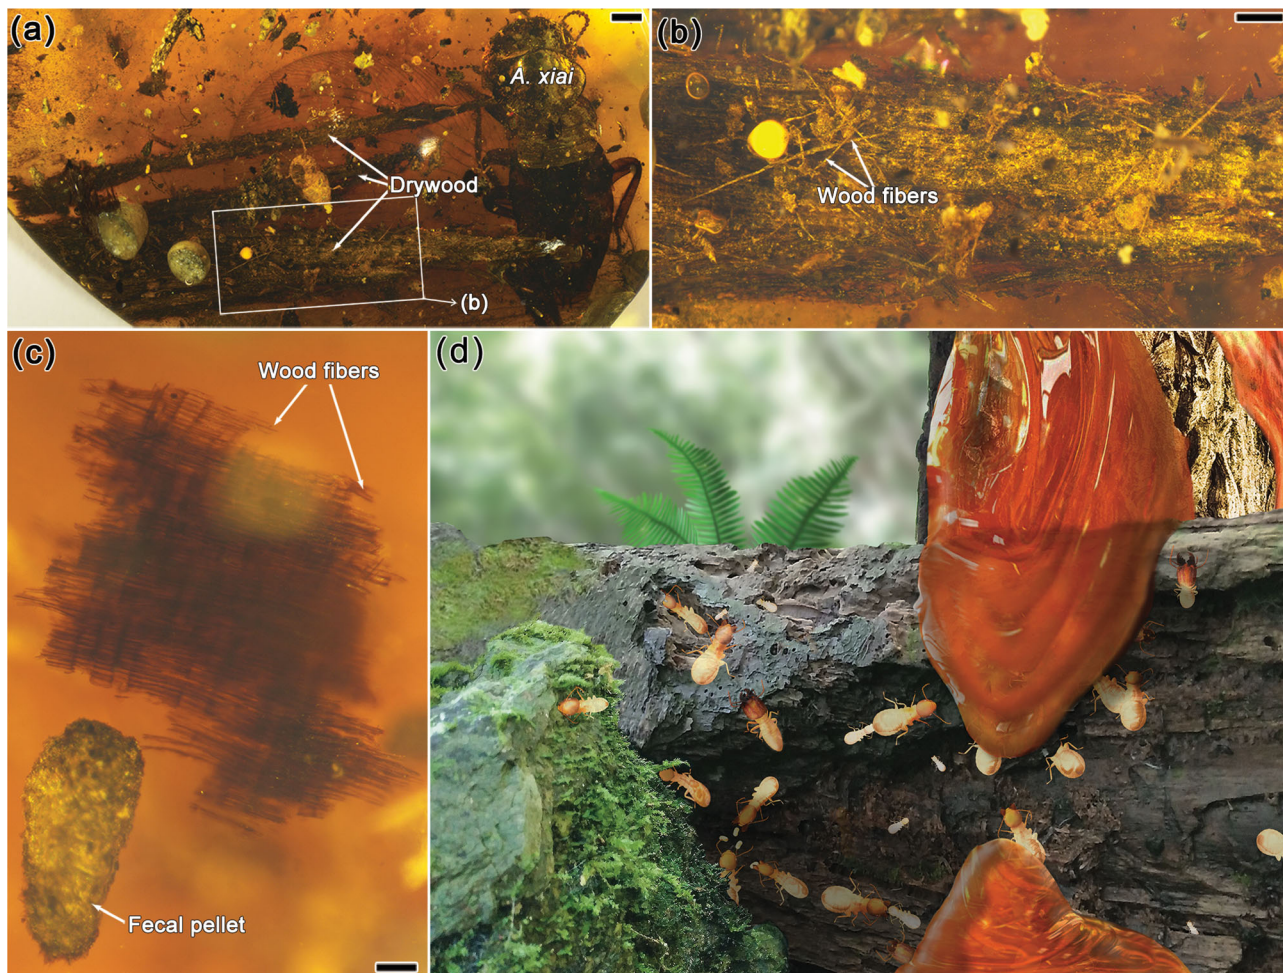 (a)
A. xiai
Drywood
(b)
(b)
Wood fibers
(c)
Wood fibers
Fecal pellet
(d)